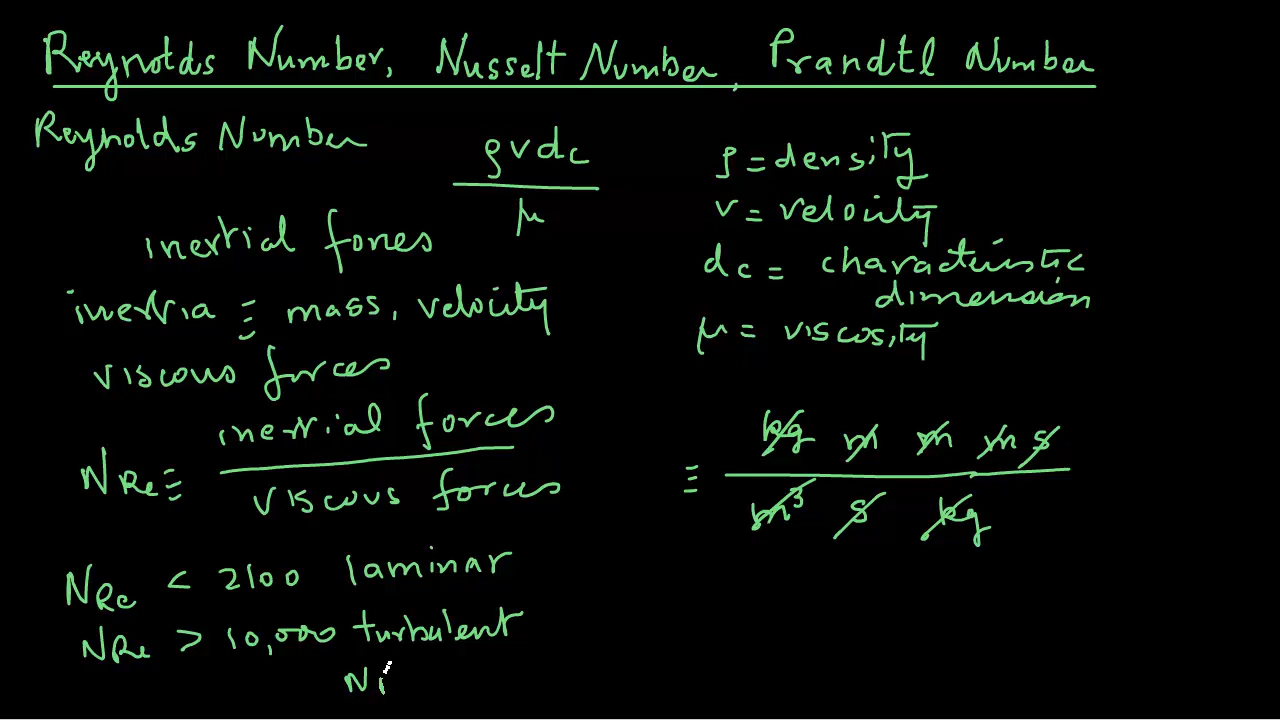 Reynolds Number, Nusselt Number, Prandtl Number
Reynolds Number
ρ v dc
μ
inertial forces
inertia ≡ mass, velocity
viscous forces
NRe ≡ inertial forces
viscous forces
NRe < 2100 laminar
NRe > 10,000 turbulent
N
ρ = density
v = velocity
dc = characteristic
dimension
μ = viscosity
≡ kg m m m s
m³ s kg